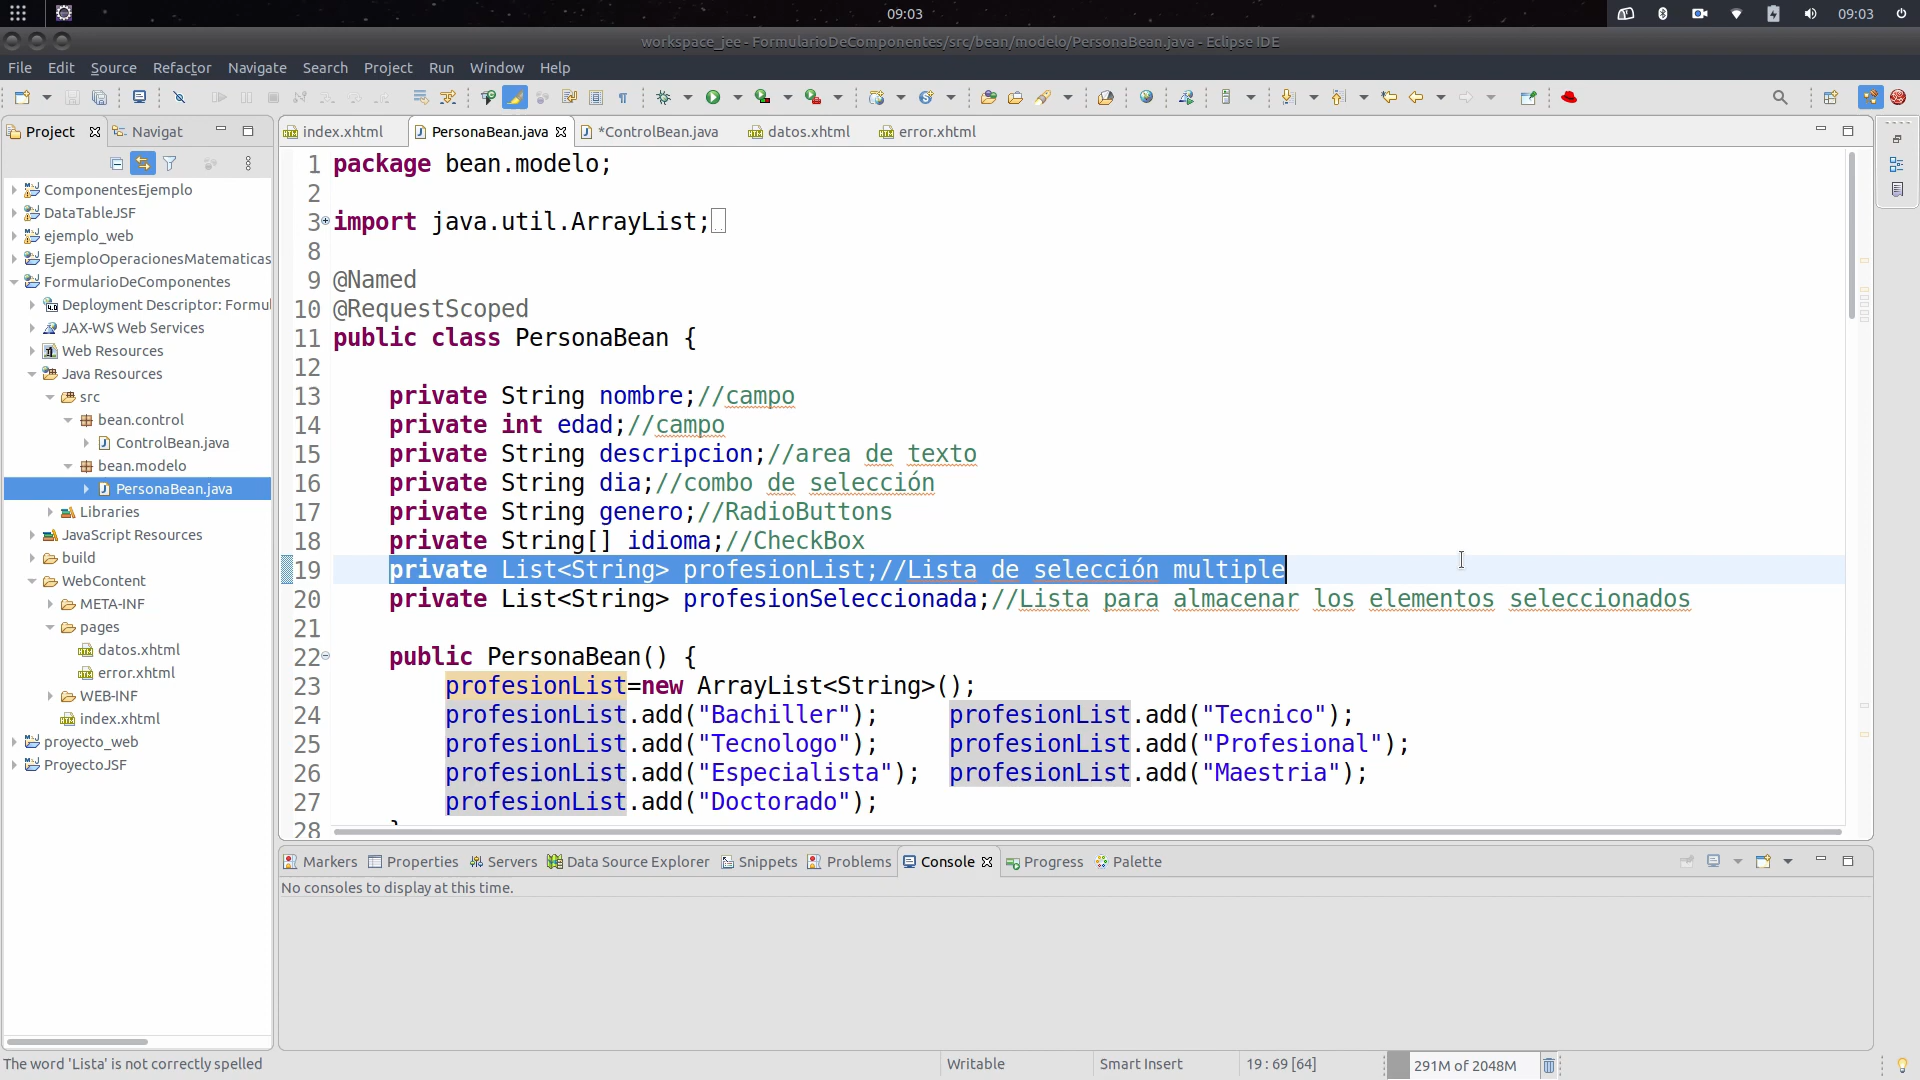 09:03
09:03
workspace_jee - FormularioDeComponentes/src/bean/modelo/PersonaBean.java - Eclipse IDE
File Edit Source Refactor Navigate Search Project Run Window Help
Project
Navigat
index.xhtml
PersonaBean.java
*ControlBean.java
datos.xhtml
error.xhtml
ComponentesEjemplo
DataTableJSF
ejemplo_web
EjemploOperacionesMatematicas
FormularioDeComponentes
Deployment Descriptor: Formul
JAX-WS Web Services
Web Resources
Java Resources
src
bean.control
ControlBean.java
bean.modelo
PersonaBean.java
Libraries
JavaScript Resources
build
WebContent
META-INF
pages
datos.xhtml
error.xhtml
WEB-INF
index.xhtml
proyecto_web
ProyectoJSF
1 package bean.modelo;
2
3 import java.util.ArrayList;
8
9 @Named
10 @RequestScoped
11 public class PersonaBean {
12
13 private String nombre;//campo
14 private int edad;//campo
15 private String descripcion;//area de texto
16 private String dia;//combo de selección
17 private String genero;//RadioButtons
18 private String[] idioma;//CheckBox
19 private List<String> profesionList;//Lista de selección multiple
20 private List<String> profesionSeleccionada;//Lista para almacenar los elementos seleccionados
21
22 public PersonaBean() {
23 profesionList=new ArrayList<String>();
24 profesionList.add("Bachiller"); profesionList.add("Tecnico");
25 profesionList.add("Tecnologo"); profesionList.add("Profesional");
26 profesionList.add("Especialista"); profesionList.add("Maestria");
27 profesionList.add("Doctorado");
28 }
Markers Properties Servers Data Source Explorer Snippets Problems Console Progress Palette
No consoles to display at this time.
The word 'Lista' is not correctly spelled
Writable
Smart Insert
19 : 69 [64]
291M of 2048M